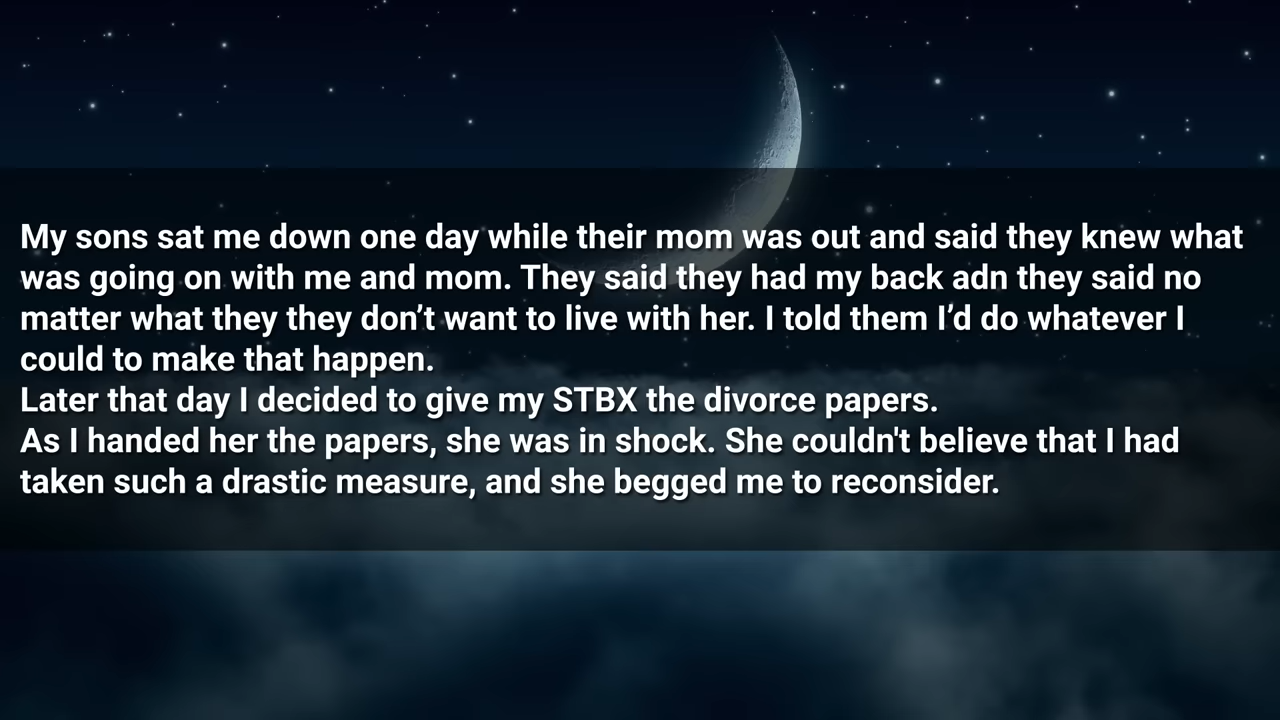 My sons sat me down one day while their mom was out and said they knew what
was going on with me and mom. They said they had my back adn they said no
matter what they they don’t want to live with her. I told them I’d do whatever I
could to make that happen.
Later that day I decided to give my STBX the divorce papers.
As I handed her the papers, she was in shock. She couldn't believe that I had
taken such a drastic measure, and she begged me to reconsider.